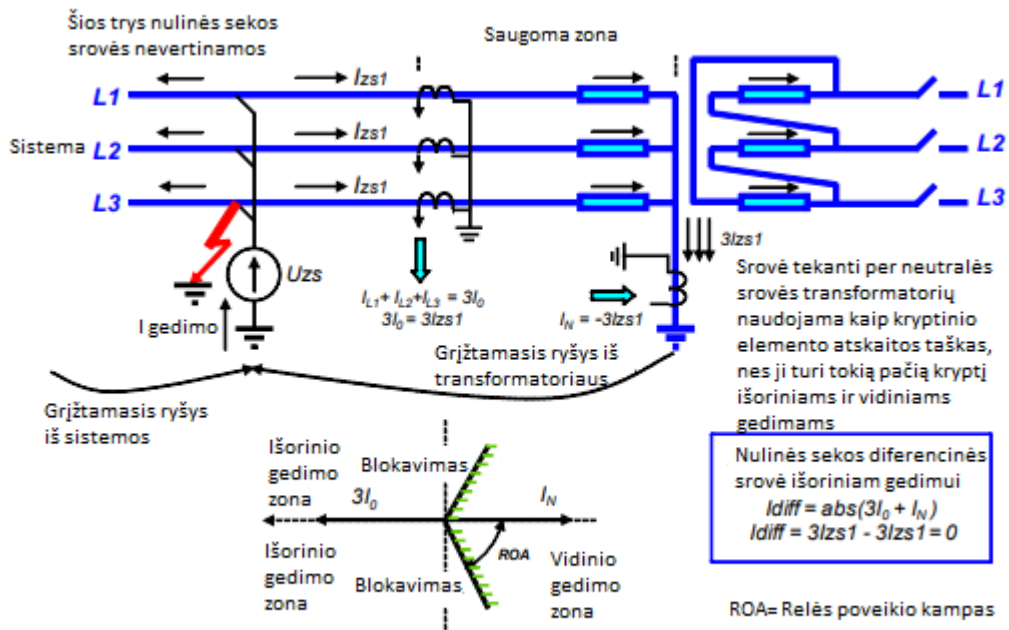 Šios trys nulinės sekos
srovės nevertinamos
Saugoma zona
Izs1
L1
L1
Izs1
Sistema
L2
L2
Izs1
L3
L3
3Izs1
Uzs
I gedimo
IL1+ IL2+IL3 = 3I0
3I0 = 3Izs1
IN = -3Izs1
Srovė tekanti per neutralės
srovės transformatorių
naudojama kaip kryptinio
elemento atskaitos taškas,
nes ji turi tokią pačią kryptį
išoriniams ir vidiniams
gedimams
Grįžtamasis ryšys iš
transformatoriaus
Grįžtamasis ryšys
iš sistemos
Išorinio
gedimo
zona
Blokavimas
3I0
IN
Išorinio
gedimo
zona
Blokavimas
ROA
Vidinio
gedimo
zona
Nulinės sekos diferencinės
srovė išoriniam gedimui
Idiff = abs(3I0 + IN)
Idiff = 3Izs1 - 3Izs1 = 0
ROA= Relės poveikio kampas